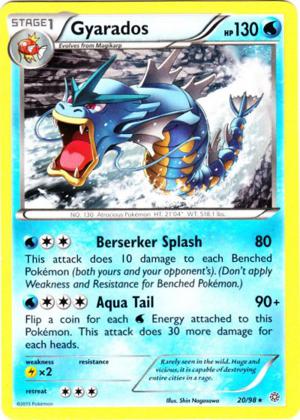 STAGE1
Gyarados
HP 130
Evolves from Magikarp
NO. 130 Atrocious Pokémon HT. 21'04" WT. 518.1 lbs.
Berserker Splash 80
This attack does 10 damage to each Benched
Pokémon (both yours and your opponent's). (Don't apply
Weakness and Resistance for Benched Pokémon.)
Aqua Tail 90+
Flip a coin for each Energy attached to this
Pokémon. This attack does 30 more damage for
each heads.
weakness
resistance
×2
retreat
Rarely seen in the wild. Huge and
vicious, it is capable of destroying
entire cities in a rage.
Illus. Shin Nagasawa
©2015 Pokémon
20/98